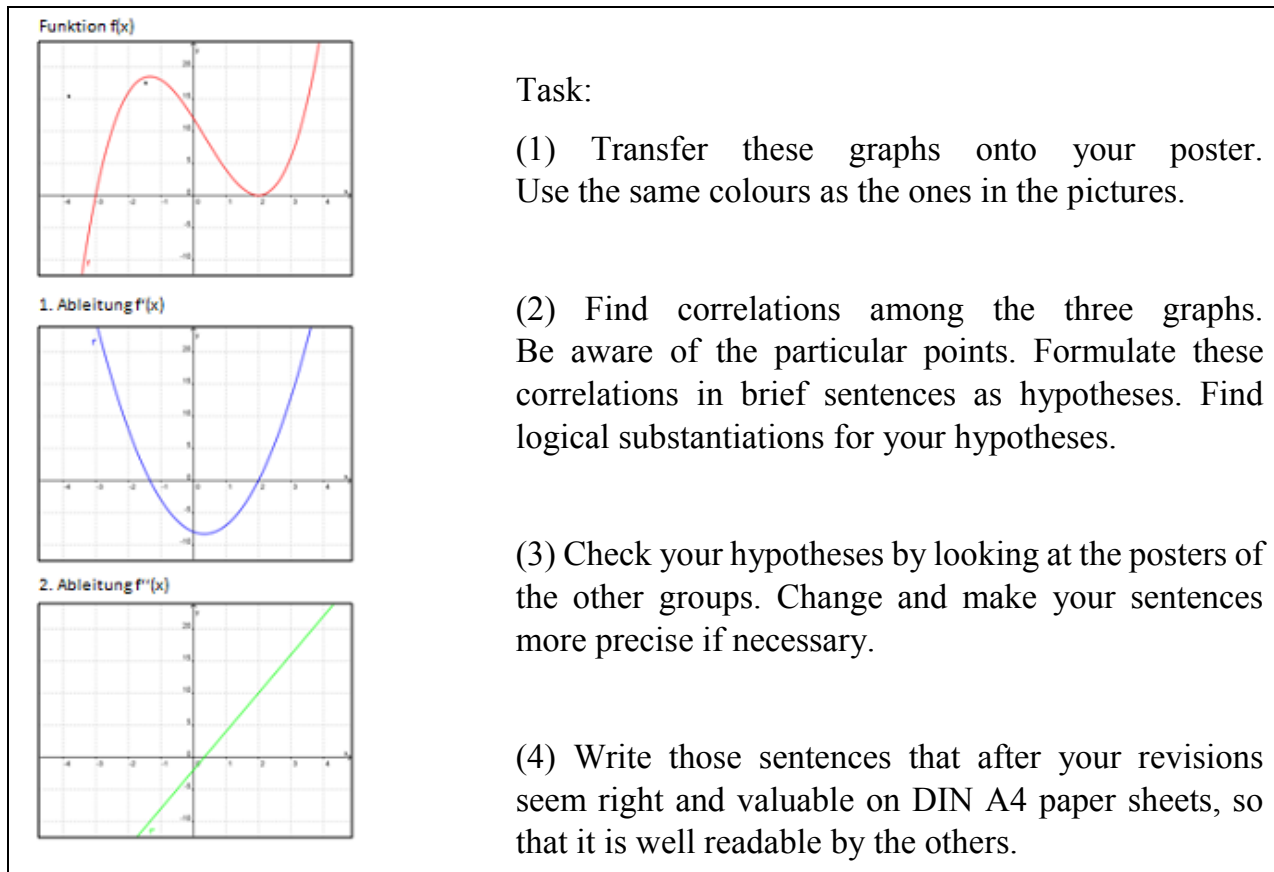 Funktion f(x)
1. Ableitung f'(x)
2. Ableitung f''(x)
Task:
(1) Transfer these graphs onto your poster.
Use the same colours as the ones in the pictures.
(2) Find correlations among the three graphs.
Be aware of the particular points. Formulate these
correlations in brief sentences as hypotheses. Find
logical substantiations for your hypotheses.
(3) Check your hypotheses by looking at the posters of
the other groups. Change and make your sentences
more precise if necessary.
(4) Write those sentences that after your revisions
seem right and valuable on DIN A4 paper sheets, so
that it is well readable by the others.